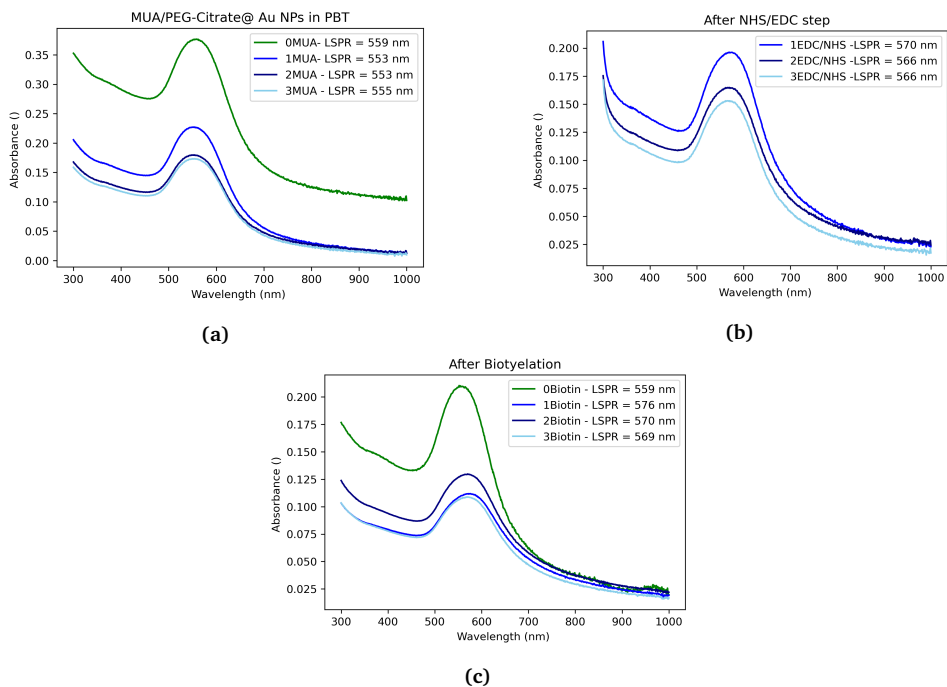 MUA/PEG-Citrate@ Au NPs in PBT
0MUA- LSPR = 559 nm
1MUA- LSPR = 553 nm
2MUA - LSPR = 553 nm
3MUA - LSPR = 555 nm
Absorbance ()
0.35
0.30
0.25
0.20
0.15
0.10
0.05
0.00
300 400 500 600 700 800 900 1000
Wavelength (nm)
(a)
After NHS/EDC step
1EDC/NHS -LSPR = 570 nm
2EDC/NHS -LSPR = 566 nm
3EDC/NHS -LSPR = 566 nm
Absorbance ()
0.200
0.175
0.150
0.125
0.100
0.075
0.050
0.025
300 400 500 600 700 800 900 1000
Wavelength (nm)
(b)
After Biotyelation
0Biotin - LSPR = 559 nm
1Biotin - LSPR = 576 nm
2Biotin - LSPR = 570 nm
3Biotin - LSPR = 569 nm
Absorbance ()
0.200
0.175
0.150
0.125
0.100
0.075
0.050
0.025
300 400 500 600 700 800 900 1000
Wavelength (nm)
(c)